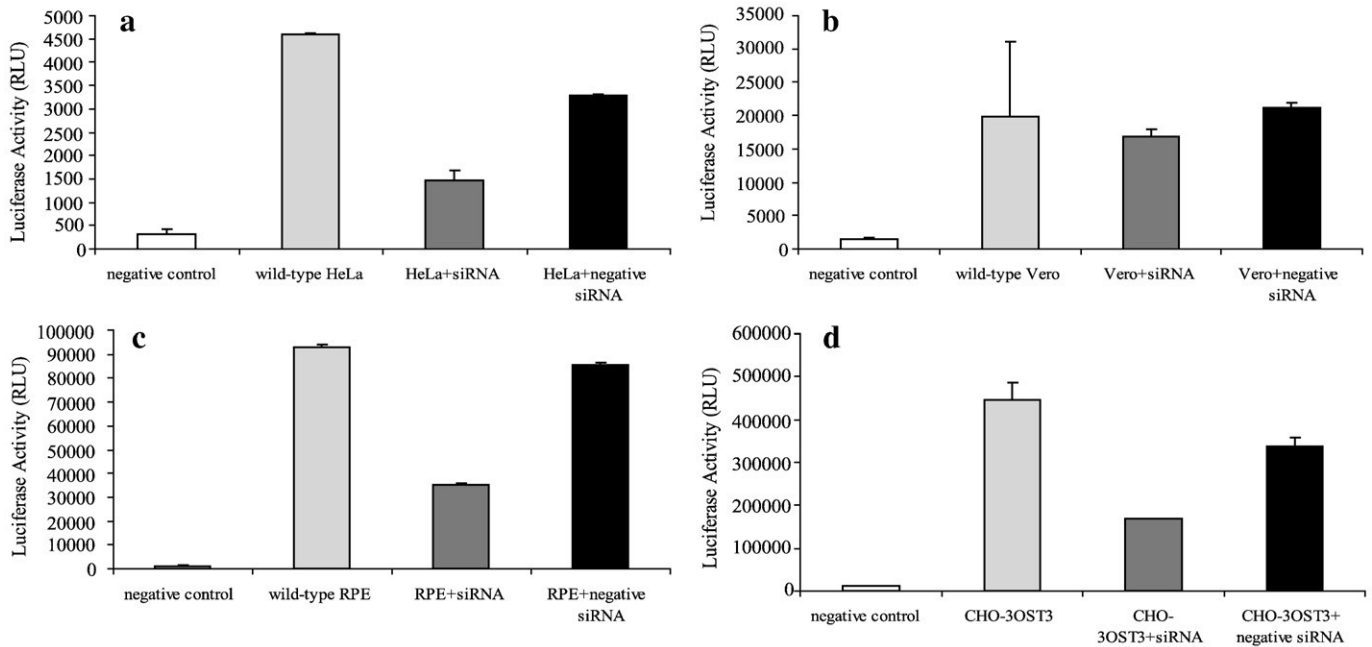 a
Luciferase Activity (RLU)
5000
4500
4000
3500
3000
2500
2000
1500
1000
500
0
negative control
wild-type HeLa
HeLa+siRNA
HeLa+negative
siRNA
b
Luciferase Activity (RLU)
35000
30000
25000
20000
15000
10000
5000
0
negative control
wild-type Vero
Vero+siRNA
Vero+negative
siRNA
c
Luciferase Activity (RLU)
100000
90000
80000
70000
60000
50000
40000
30000
20000
10000
0
negative control
wild-type RPE
RPE+siRNA
RPE+negative
siRNA
d
Luciferase Activity (RLU)
600000
500000
400000
300000
200000
100000
0
negative control
CHO-3OST3
CHO-
3OST3+siRNA
CHO-3OST3+
negative siRNA